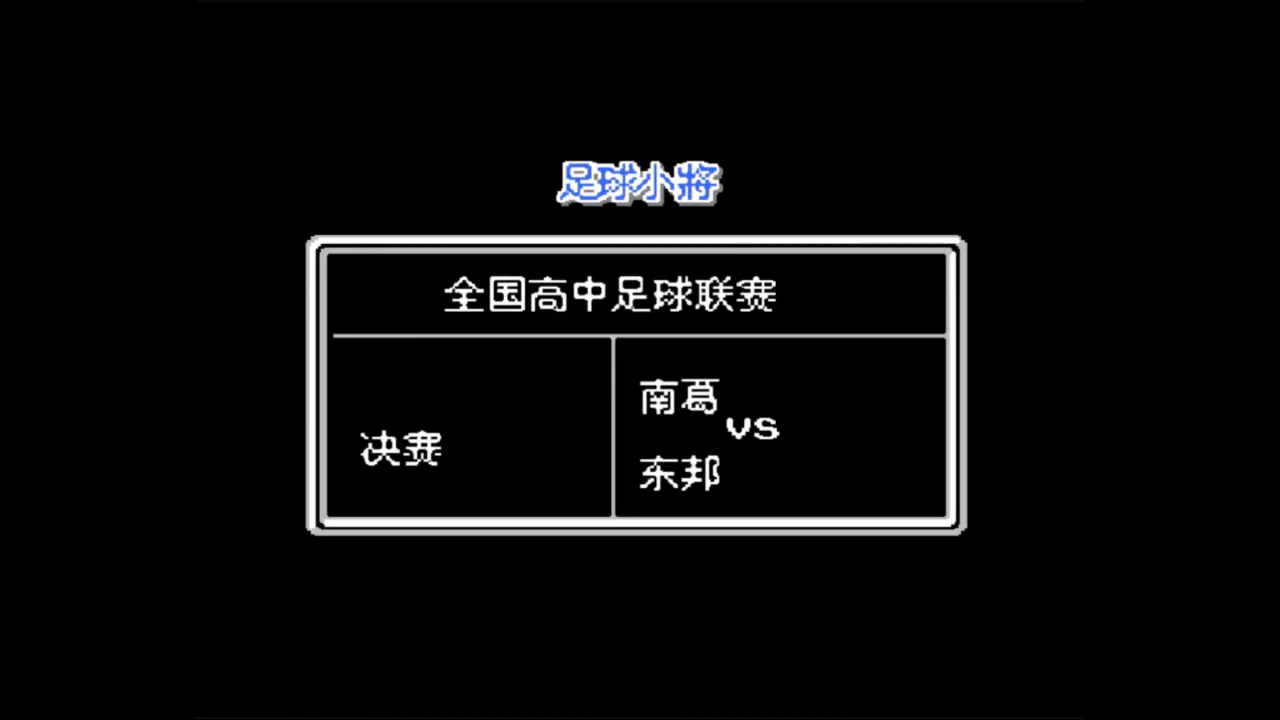 足球小将
全国高中足球联赛
决赛
南葛
vs
东邦